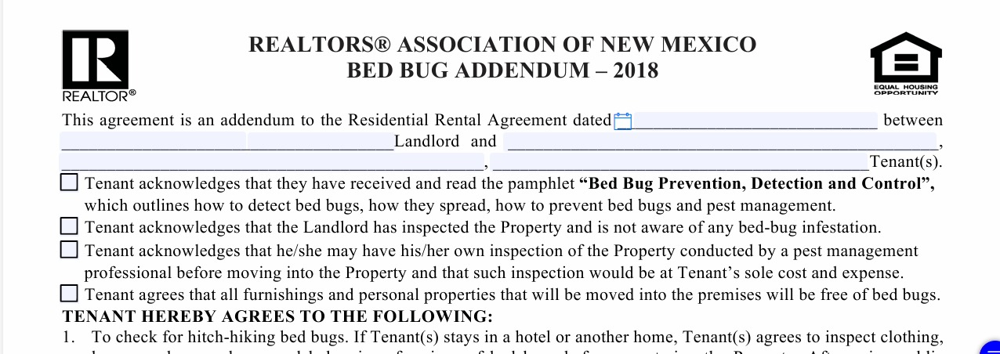 REALTORS® ASSOCIATION OF NEW MEXICO
BED BUG ADDENDUM – 2018
REALTOR®
EQUAL HOUSING
OPPORTUNITY
This agreement is an addendum to the Residential Rental Agreement dated ____________________________ between
______________________________________Landlord and ________________________________________________,
________________________________________________, __________________________________________Tenant(s).
Tenant acknowledges that they have received and read the pamphlet “Bed Bug Prevention, Detection and Control”,
which outlines how to detect bed bugs, how they spread, how to prevent bed bugs and pest management.
Tenant acknowledges that the Landlord has inspected the Property and is not aware of any bed-bug infestation.
Tenant acknowledges that he/she may have his/her own inspection of the Property conducted by a pest management
professional before moving into the Property and that such inspection would be at Tenant’s sole cost and expense.
Tenant agrees that all furnishings and personal properties that will be moved into the premises will be free of bed bugs.
TENANT HEREBY AGREES TO THE FOLLOWING:
1. To check for hitch-hiking bed bugs. If Tenant(s) stays in a hotel or another home, Tenant(s) agrees to inspect clothing,